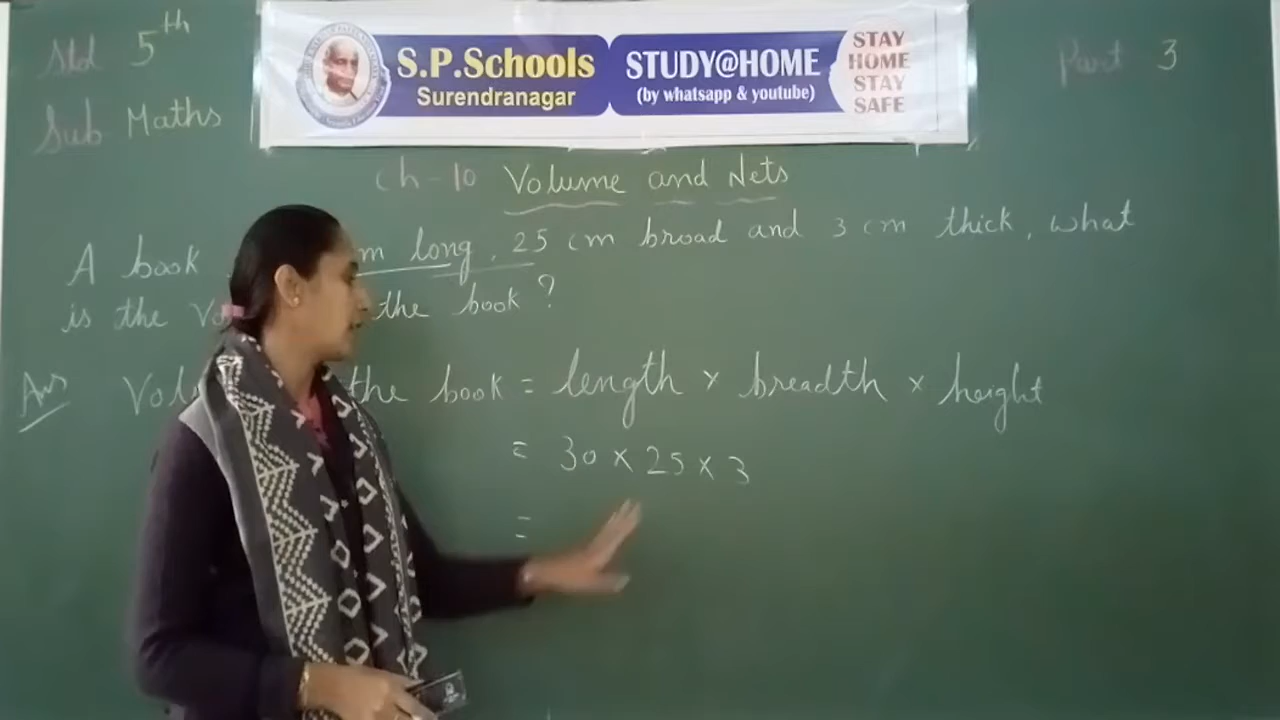 Std 5th
Sub Maths
S.P.Schools
Surendranagar
STUDY@HOME
(by whatsapp & youtube)
STAY
HOME
STAY
SAFE
Part 3
Ch-10 Volume and Nets
A book m long, 25 cm broad and 3 cm thick, what
is the Vo the book?
Ans Vol the book = length × breadth × height
= 30 × 25 × 3
=